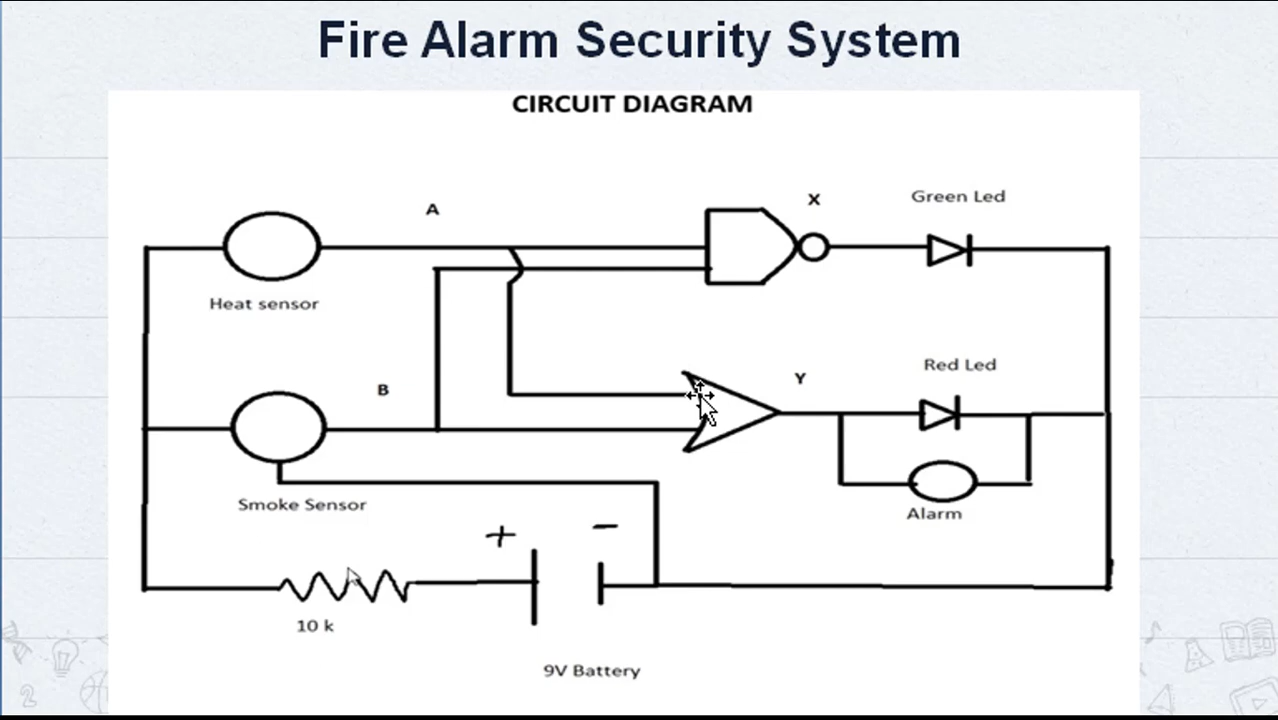 Fire Alarm Security System
CIRCUIT DIAGRAM
A
X
Green Led
Heat sensor
B
Y
Red Led
Smoke Sensor
Alarm
+
−
10 k
9V Battery